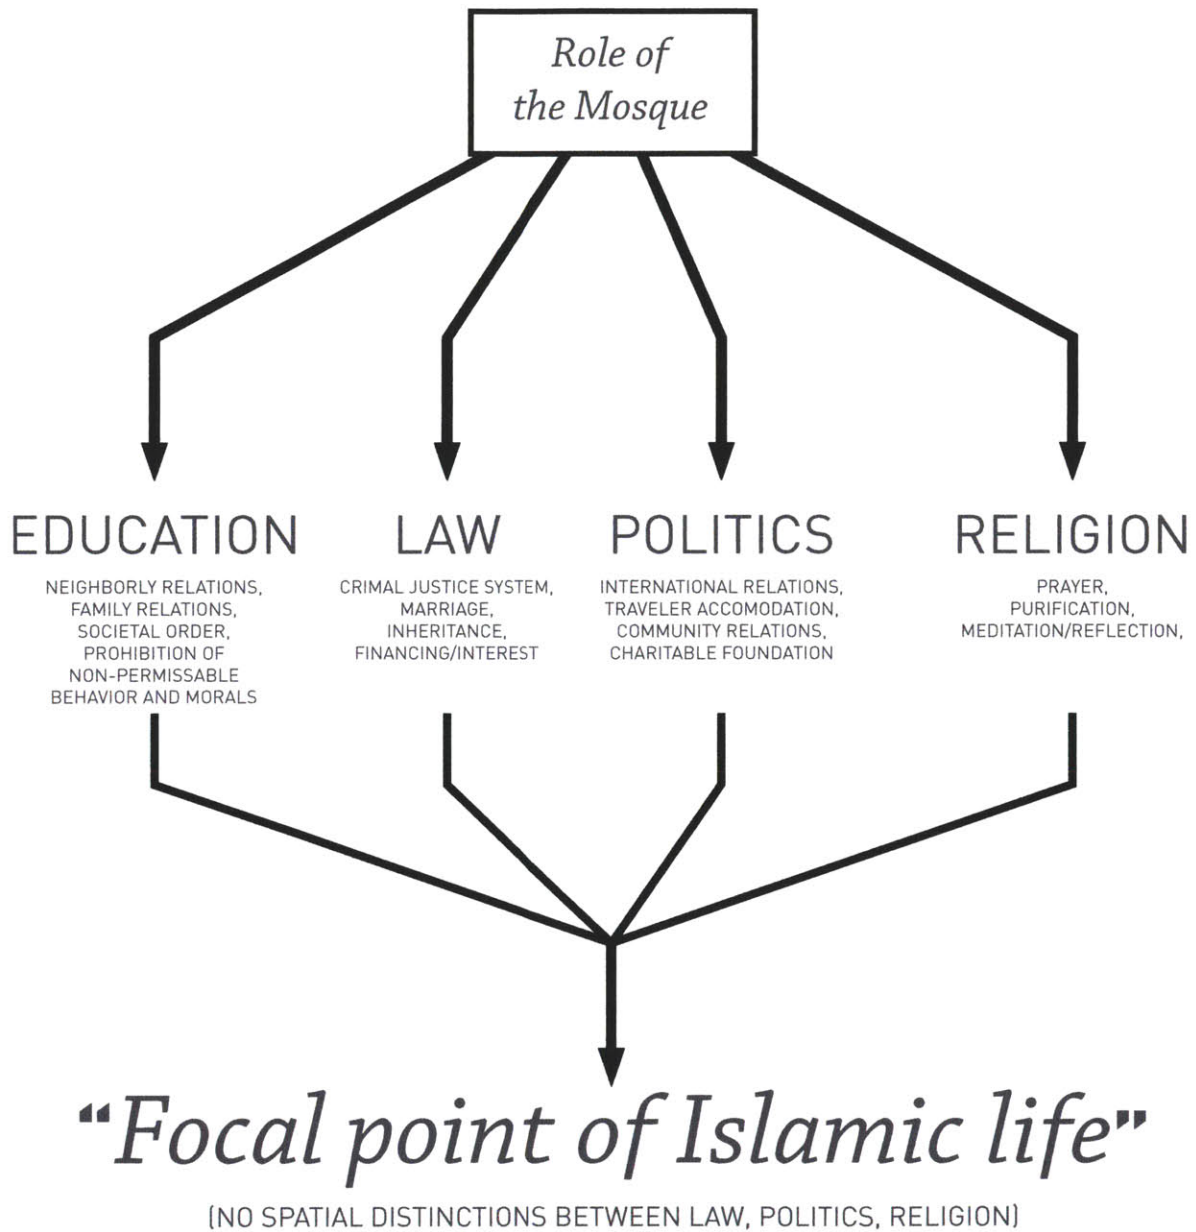 Role of
the Mosque
EDUCATION
NEIGHBORLY RELATIONS,
FAMILY RELATIONS,
SOCIETAL ORDER,
PROHIBITION OF
NON-PERMISSABLE
BEHAVIOR AND MORALS
LAW
CRIMAL JUSTICE SYSTEM,
MARRIAGE,
INHERITANCE,
FINANCING/INTEREST
POLITICS
INTERNATIONAL RELATIONS,
TRAVELER ACCOMODATION,
COMMUNITY RELATIONS,
CHARITABLE FOUNDATION
RELIGION
PRAYER,
PURIFICATION,
MEDITATION/REFLECTION,
“Focal point of Islamic life”
(NO SPATIAL DISTINCTIONS BETWEEN LAW, POLITICS, RELIGION)